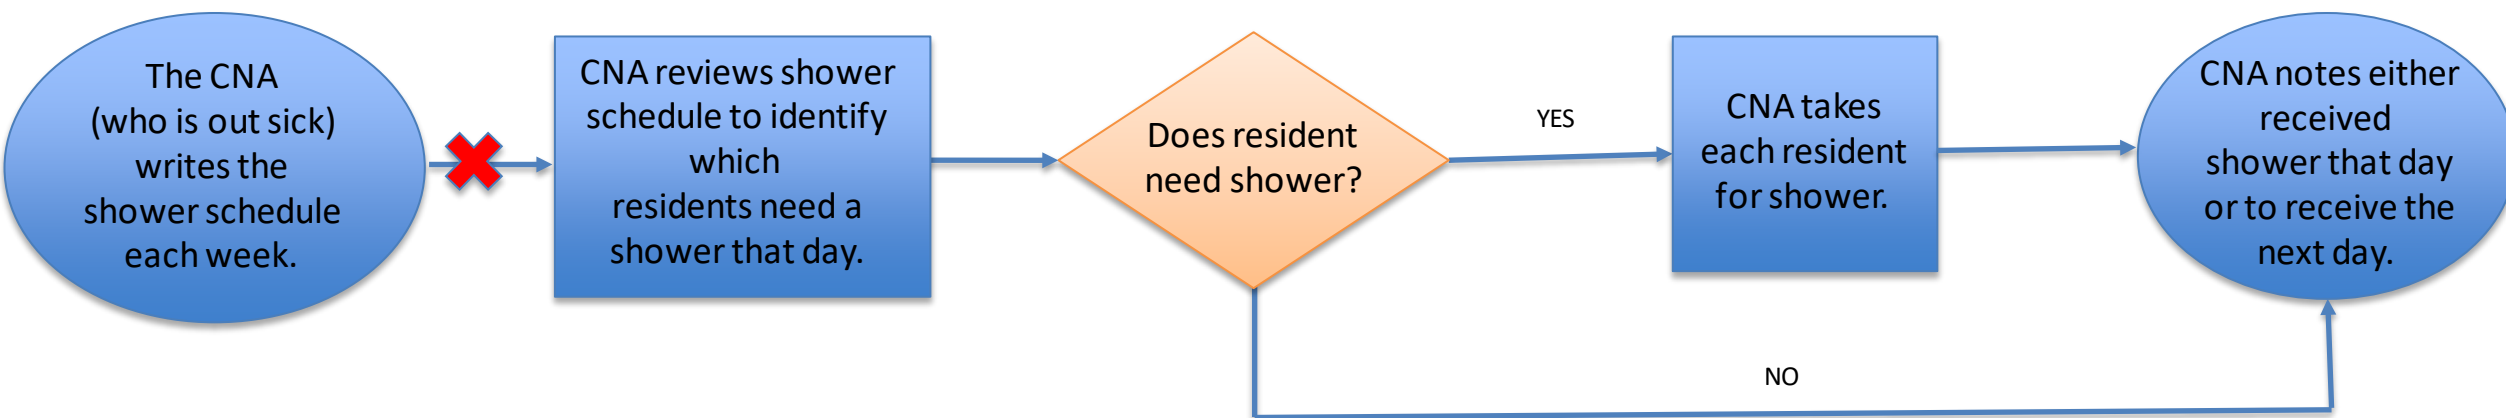 The CNA
(who is out sick)
writes the
shower schedule
each week.
CNA reviews shower
schedule to identify
which
residents need a
shower that day.
Does resident
need shower?
YES
CNA takes
each resident
for shower.
CNA notes either
received
shower that day
or to receive the
next day.
NO